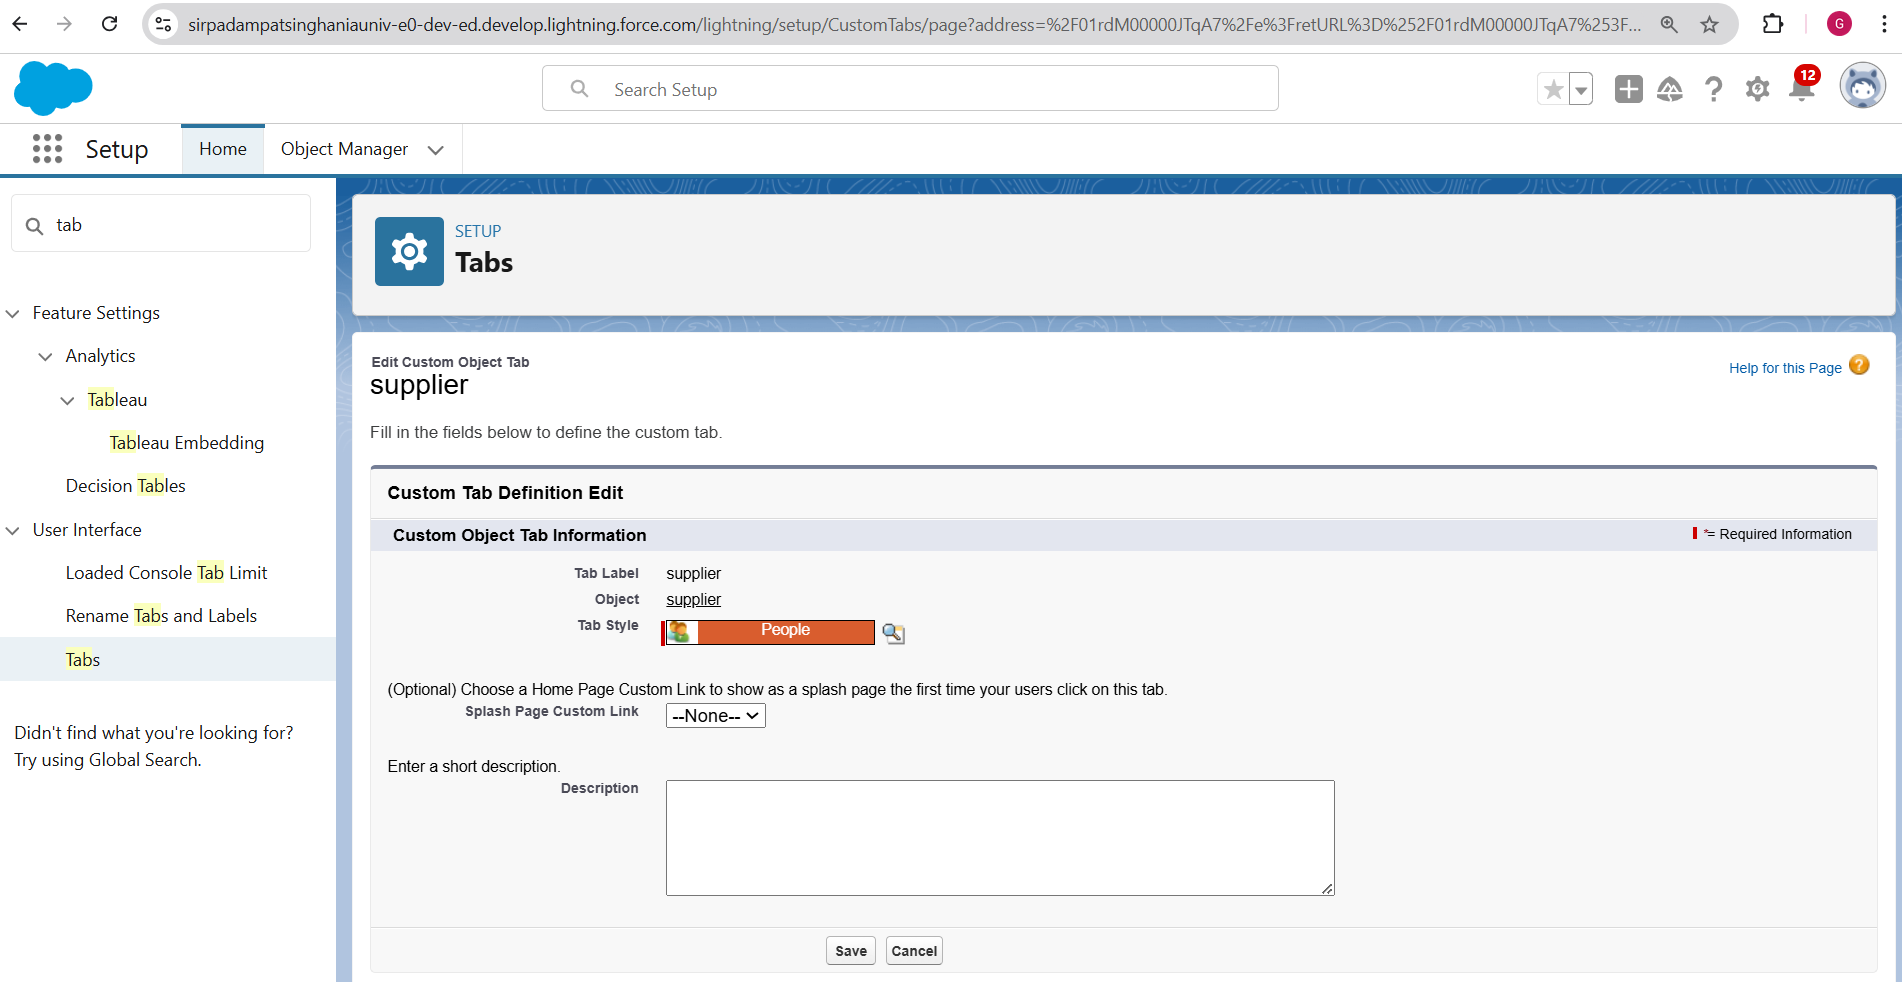 sirpadampatsinghaniauniv-e0-dev-ed.develop.lightning.force.com/lightning/setup/CustomTabs/page?address=%2F01rdM00000JTqA7%2Fe%3FretURL%3D%252F01rdM00000JTqA7%253F...
G
Search Setup
12
Setup
Home
Object Manager
tab
Feature Settings
Analytics
Tableau
Tableau Embedding
Decision Tables
User Interface
Loaded Console Tab Limit
Rename Tabs and Labels
Tabs
Didn't find what you're looking for?
Try using Global Search.
SETUP
Tabs
Edit Custom Object Tab
supplier
Help for this Page ?
Fill in the fields below to define the custom tab.
Custom Tab Definition Edit
Custom Object Tab Information
*= Required Information
Tab Label supplier
Object supplier
Tab Style People
(Optional) Choose a Home Page Custom Link to show as a splash page the first time your users click on this tab.
Splash Page Custom Link --None--
Enter a short description.
Description
Save Cancel